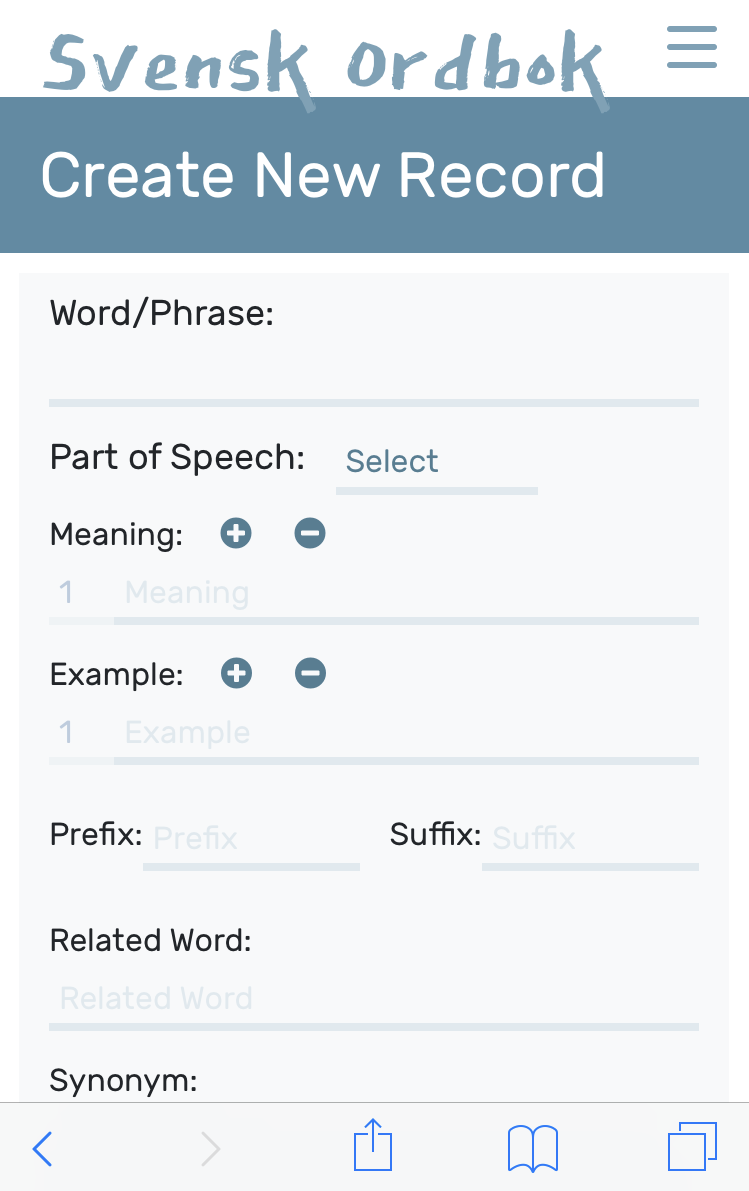 Svensk Ordbok
Create New Record
Word/Phrase:
Part of Speech: Select
Meaning:
1 Meaning
Example:
1 Example
Prefix: Prefix Suffix: Suffix
Related Word:
Related Word
Synonym: